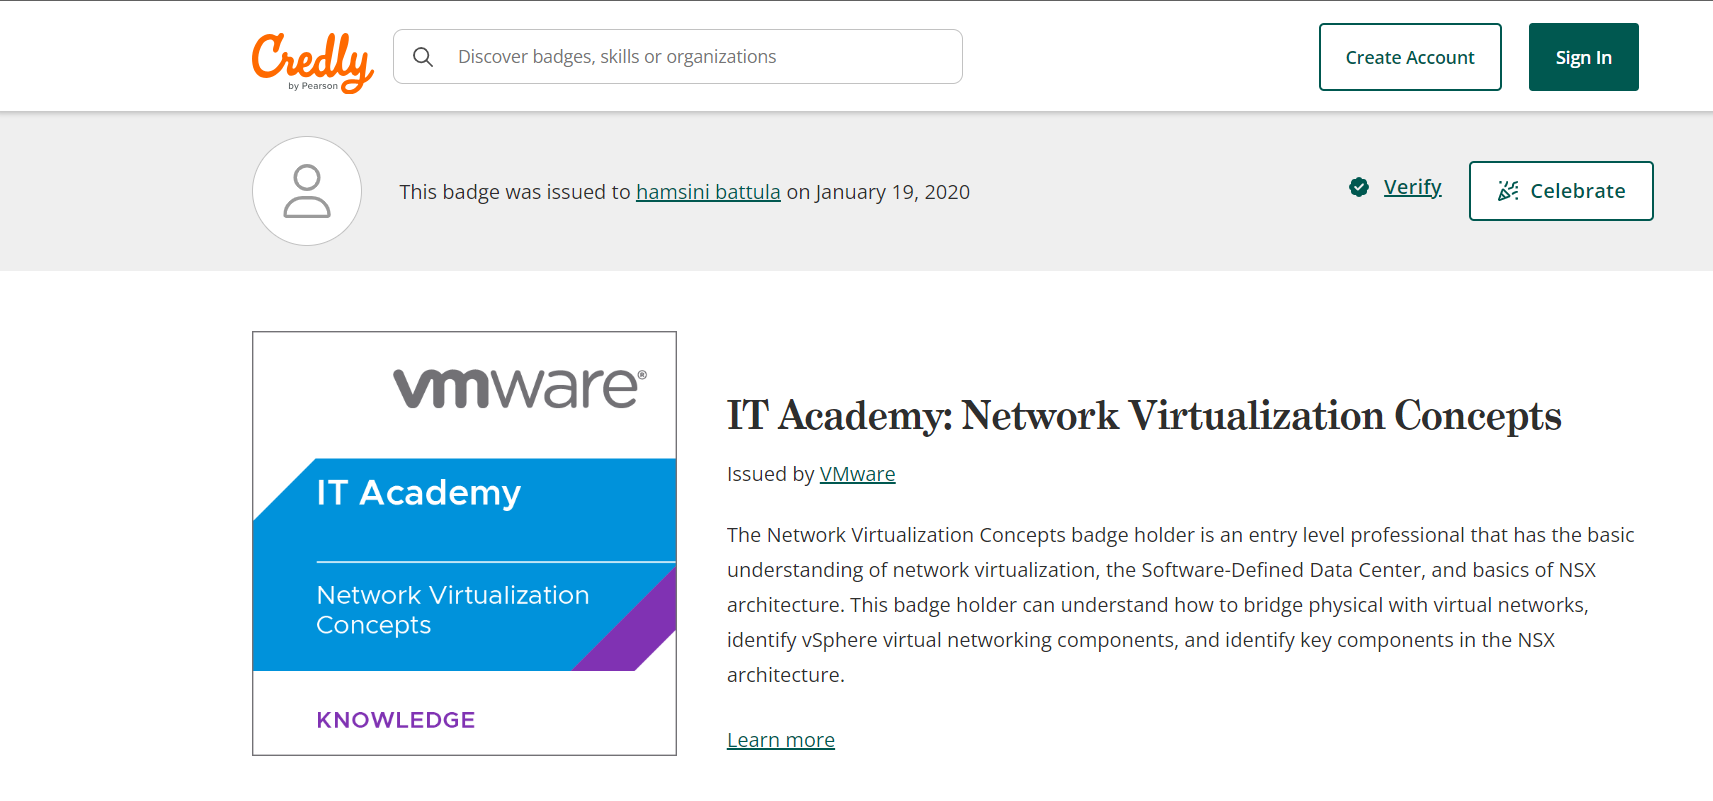 Credly
by Pearson
Discover badges, skills or organizations
Create Account
Sign In
This badge was issued to hamsini battula on January 19, 2020
Verify
Celebrate
vmware®
IT Academy
Network Virtualization
Concepts
KNOWLEDGE
IT Academy: Network Virtualization Concepts
Issued by VMware
The Network Virtualization Concepts badge holder is an entry level professional that has the basic
understanding of network virtualization, the Software-Defined Data Center, and basics of NSX
architecture. This badge holder can understand how to bridge physical with virtual networks,
identify vSphere virtual networking components, and identify key components in the NSX
architecture.
Learn more